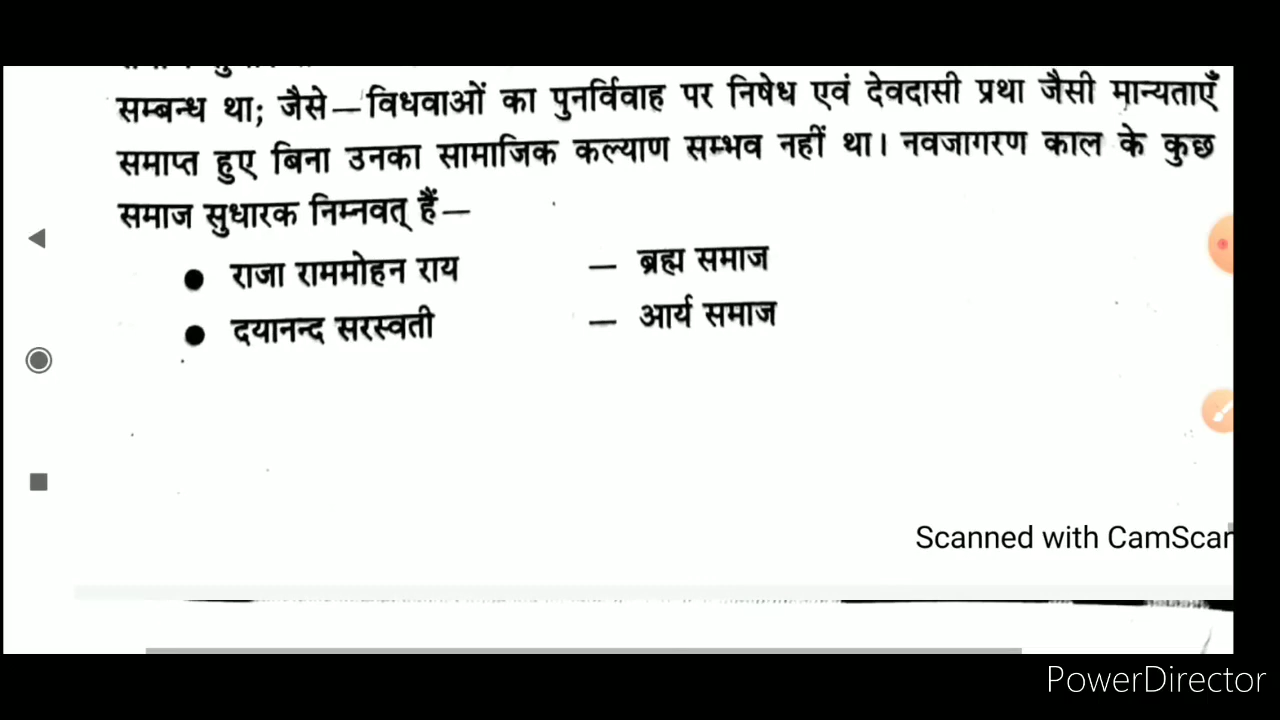 सम्बन्ध था; जैसे—विधवाओं का पुनर्विवाह पर निषेध एवं देवदासी प्रथा जैसी मान्यताएँ
समाप्त हुए बिना उनका सामाजिक कल्याण सम्भव नहीं था। नवजागरण काल के कुछ
समाज सुधारक निम्नवत् हैं—
● राजा राममोहन राय — ब्रह्म समाज
● दयानन्द सरस्वती — आर्य समाज
Scanned with CamScan
PowerDirector